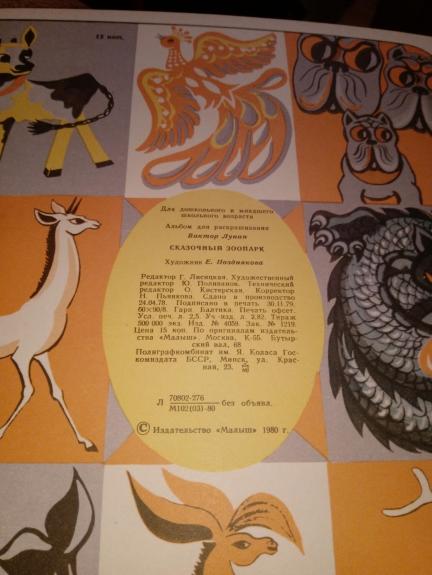 15 коп.
Для дошкольного и младшего
школьного возраста
Альбом для раскрашивания
Виктор Лунин
СКАЗОЧНЫЙ ЗООПАРК
Художник Е. Позднякова
Редактор Г. Лисицкая. Художественный
редактор Ю. Поливанов. Технический
редактор О. Кистерская. Корректор
Н. Пьянкова. Сдано в производство
24.04.78. Подписано в печать 30.11.79.
60×90/8. Гарн Балтика. Печать офсет.
Усл. печ л. 2,5. Уч -изд. л. 2,82. Тираж
500 000 экз. Изд. № 4059. Зак. № 1219.
Цена 15 коп. По оригиналам издатель-
ства «Малыш». Москва, К-55. Бутыр-
ский вал, 68
Полиграфкомбинат им. Я Коласа Гос-
комиздата БССР, Минск, ул. Крас-
ная, 23.
Л 70802-276
М102(03)-80 без объявл.
© Издательство «Малыш» 1980 г.